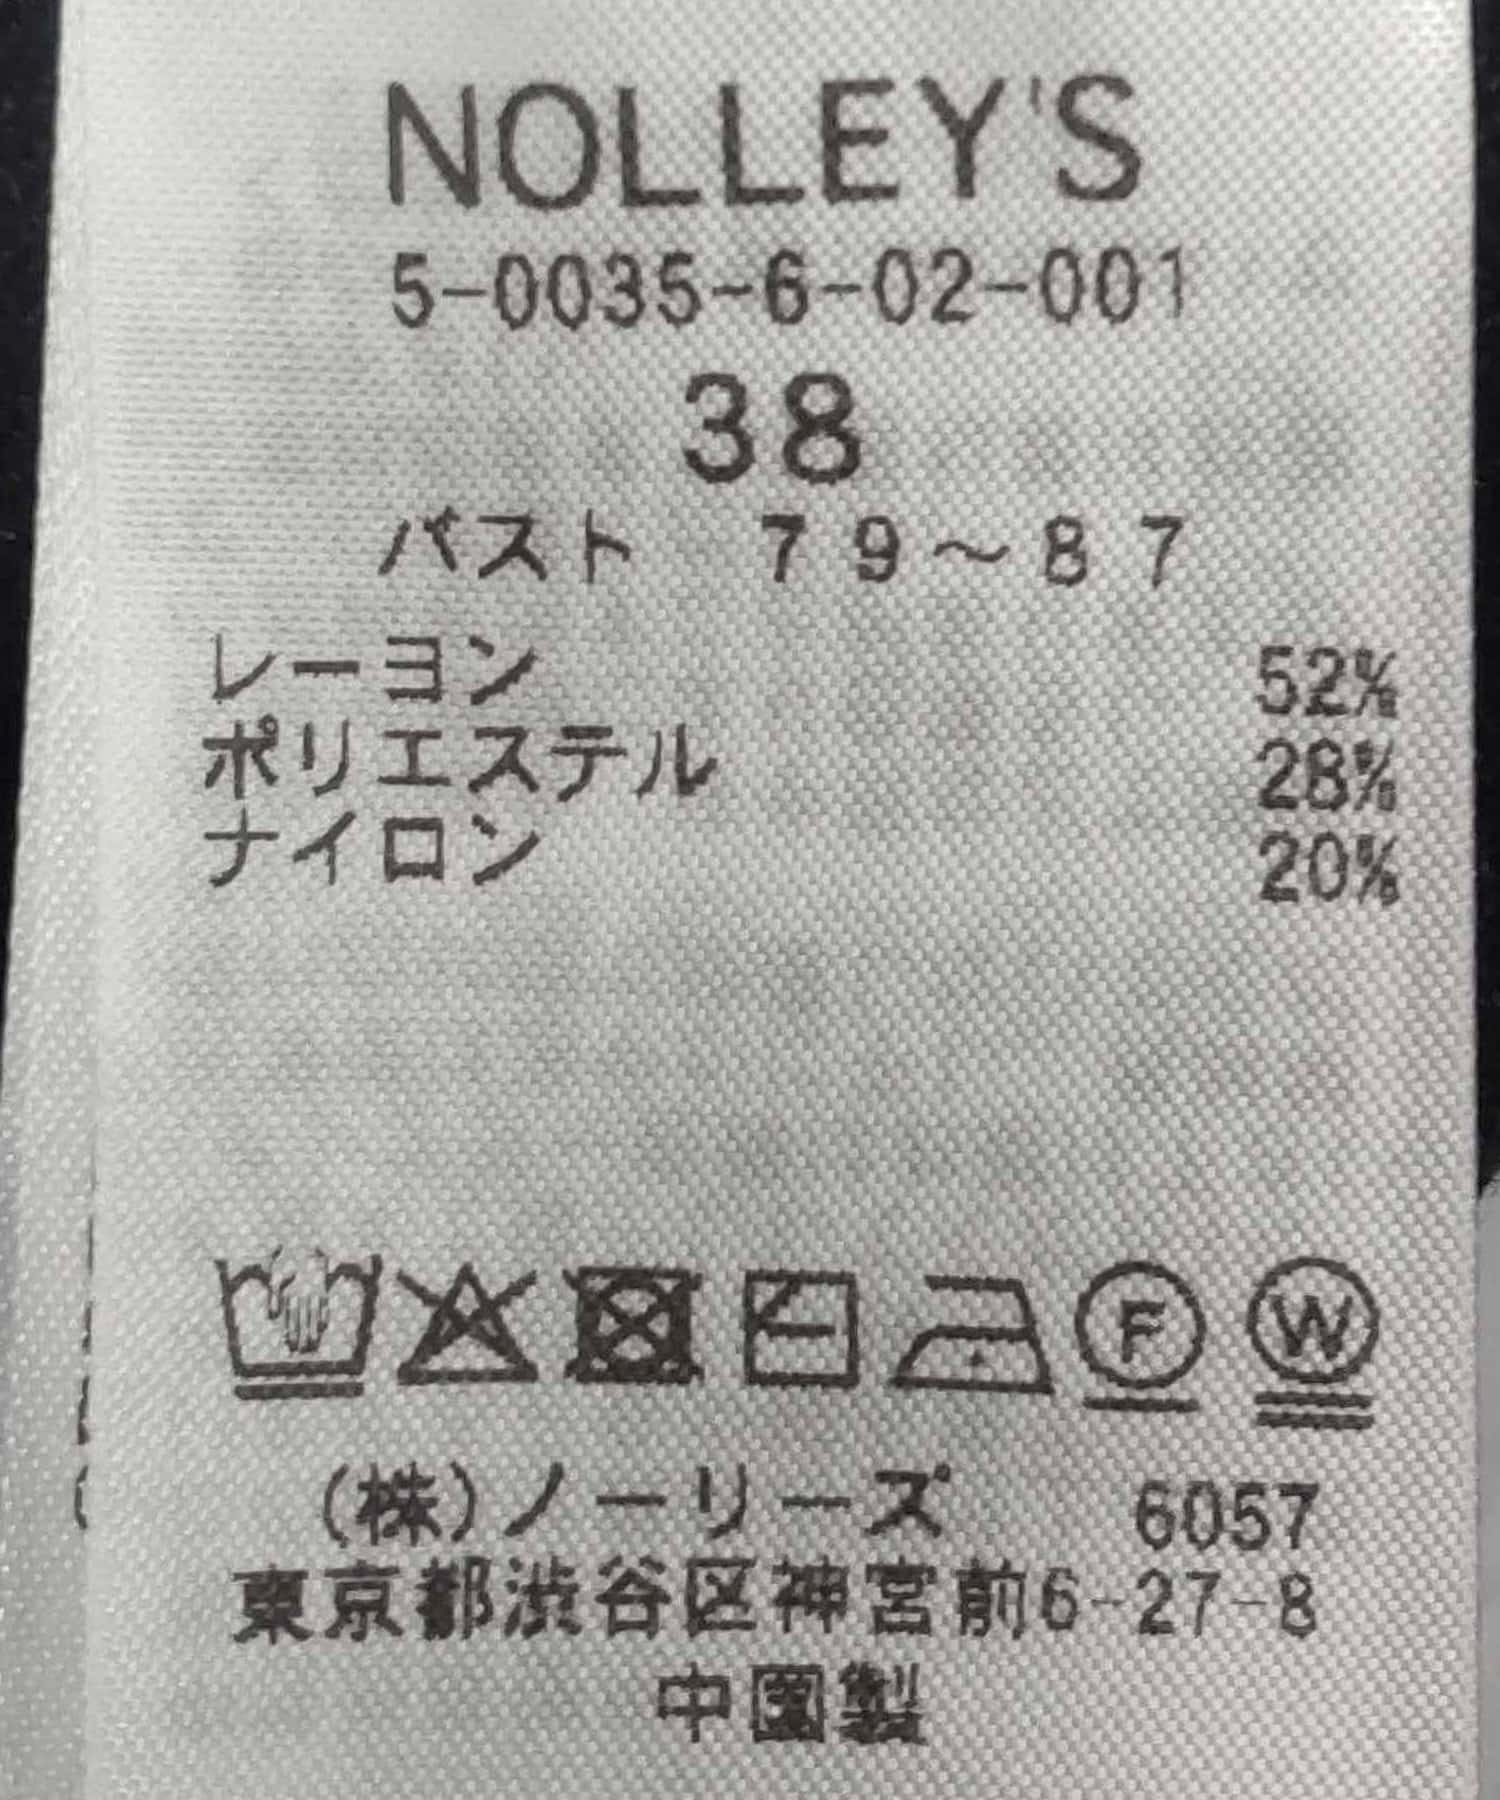 NOLLEY'S
5-0035-6-02-001
38
バスト　79～87
レーヨン 52%
ポリエステル 28%
ナイロン 20%
F W
(株)ノーリーズ 6057
東京都渋谷区神宮前6-27-8
中国製